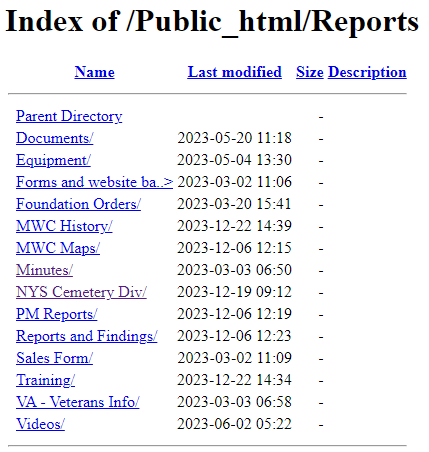 Index of /Public_html/Reports
Name Last modified Size Description
Parent Directory -
Documents/ 2023-05-20 11:18 -
Equipment/ 2023-05-04 13:30 -
Forms and website ba..> 2023-03-02 11:06 -
Foundation Orders/ 2023-03-20 15:41 -
MWC History/ 2023-12-22 14:39 -
MWC Maps/ 2023-12-06 12:15 -
Minutes/ 2023-03-03 06:50 -
NYS Cemetery Div/ 2023-12-19 09:12 -
PM Reports/ 2023-12-06 12:19 -
Reports and Findings/ 2023-12-06 12:23 -
Sales Form/ 2023-03-02 11:09 -
Training/ 2023-12-22 14:34 -
VA - Veterans Info/ 2023-03-03 06:58 -
Videos/ 2023-06-02 05:22 -